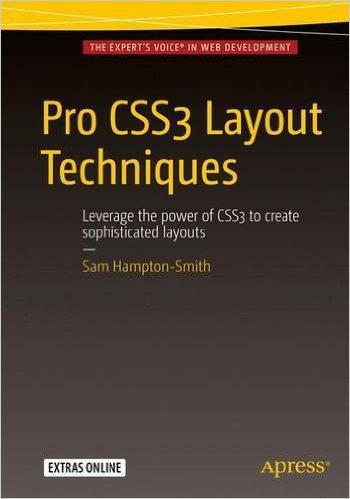 THE EXPERT'S VOICE® IN WEB DEVELOPMENT
Pro CSS3 Layout
Techniques
Leverage the power of CSS3 to create
sophisticated layouts
—
Sam Hampton-Smith
EXTRAS ONLINE
Apress®